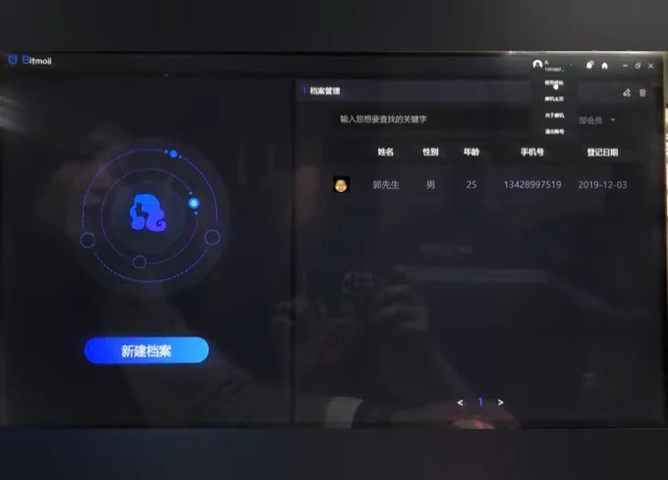 Bitmoji
档案管理
输入您想要查找的关键字
部会员
姓名 性别 年龄 手机号 登记日期
郭先生 男 25 13428997519 2019-12-03
新建档案
< 1 >